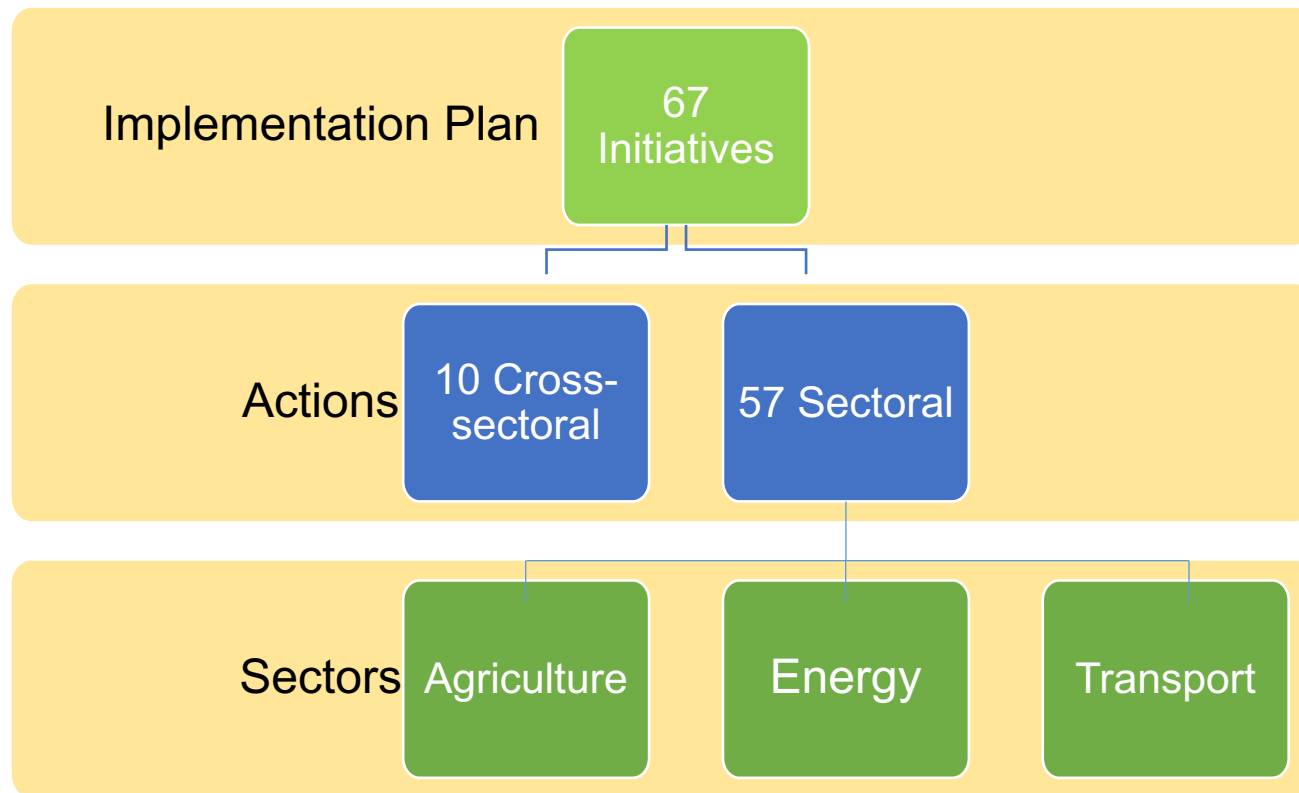 Implementation Plan
67
Initiatives
Actions
10 Cross-
sectoral
57 Sectoral
Sectors
Agriculture
Energy
Transport